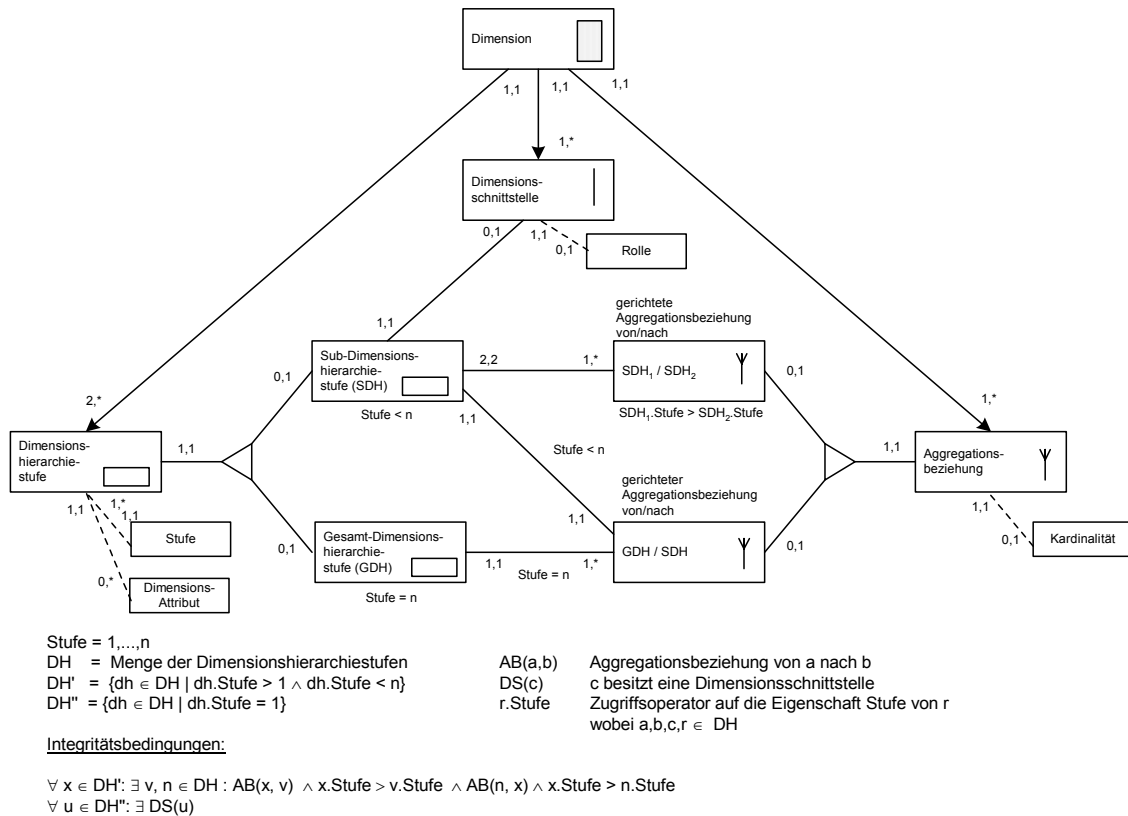 Dimension
1,1
1,1
1,1
1,*
Dimensions-
schnittstelle
0,1
1,1
0,1
Rolle
gerichtete
Aggregationsbeziehung
von/nach
1,1
Sub-Dimensions-
hierarchie-
stufe (SDH)
2,2
1,*
SDH1 / SDH2
0,1
0,1
Stufe < n
SDH1.Stufe > SDH2.Stufe
2,*
1,*
1,1
Dimensions-
hierarchie-
stufe
1,1
Stufe < n
1,1
Aggregations-
beziehung
gerichteter
Aggregationsbeziehung
von/nach
1,1
1,*
1,1
Stufe
0,*
Dimensions-
Attribut
0,1
Gesamt-Dimensions-
hierarchie-
stufe (GDH)
1,1
1,1
Stufe = n
1,*
GDH / SDH
0,1
1,1
0,1
Kardinalität
Stufe = n
Stufe = 1,...,n
DH = Menge der Dimensionshierarchiestufen
DH' = {dh ∈ DH | dh.Stufe > 1 ∧ dh.Stufe < n}
DH'' = {dh ∈ DH | dh.Stufe = 1}
AB(a,b) Aggregationsbeziehung von a nach b
DS(c) c besitzt eine Dimensionsschnittstelle
r.Stufe Zugriffsoperator auf die Eigenschaft Stufe von r
wobei a,b,c,r ∈ DH
Integritätsbedingungen:
∀ x ∈ DH': ∃ v, n ∈ DH : AB(x, v) ∧ x.Stufe > v.Stufe ∧ AB(n, x) ∧ x.Stufe > n.Stufe
∀ u ∈ DH'': ∃ DS(u)